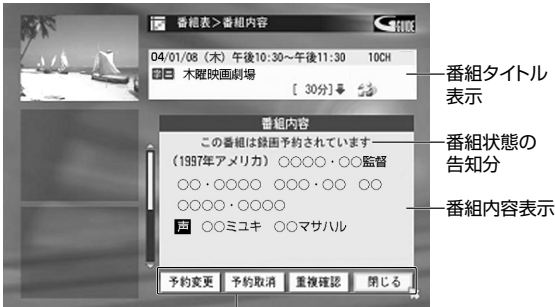 番組表>番組内容
GGUIDE
04/01/08（木）午後10:30～午後11:30 10CH
木曜映画劇場
[ 30分]
番組タイトル
表示
番組内容
この番組は録画予約されています
番組状態の
告知分
（1997年アメリカ）○○○○・○○監督
○○・○○○○ ○○○・○○ ○○
○○○○・○○○○
番組内容表示
声 ○○ミユキ ○○マサハル
予約変更 予約取消 重複確認 閉じる